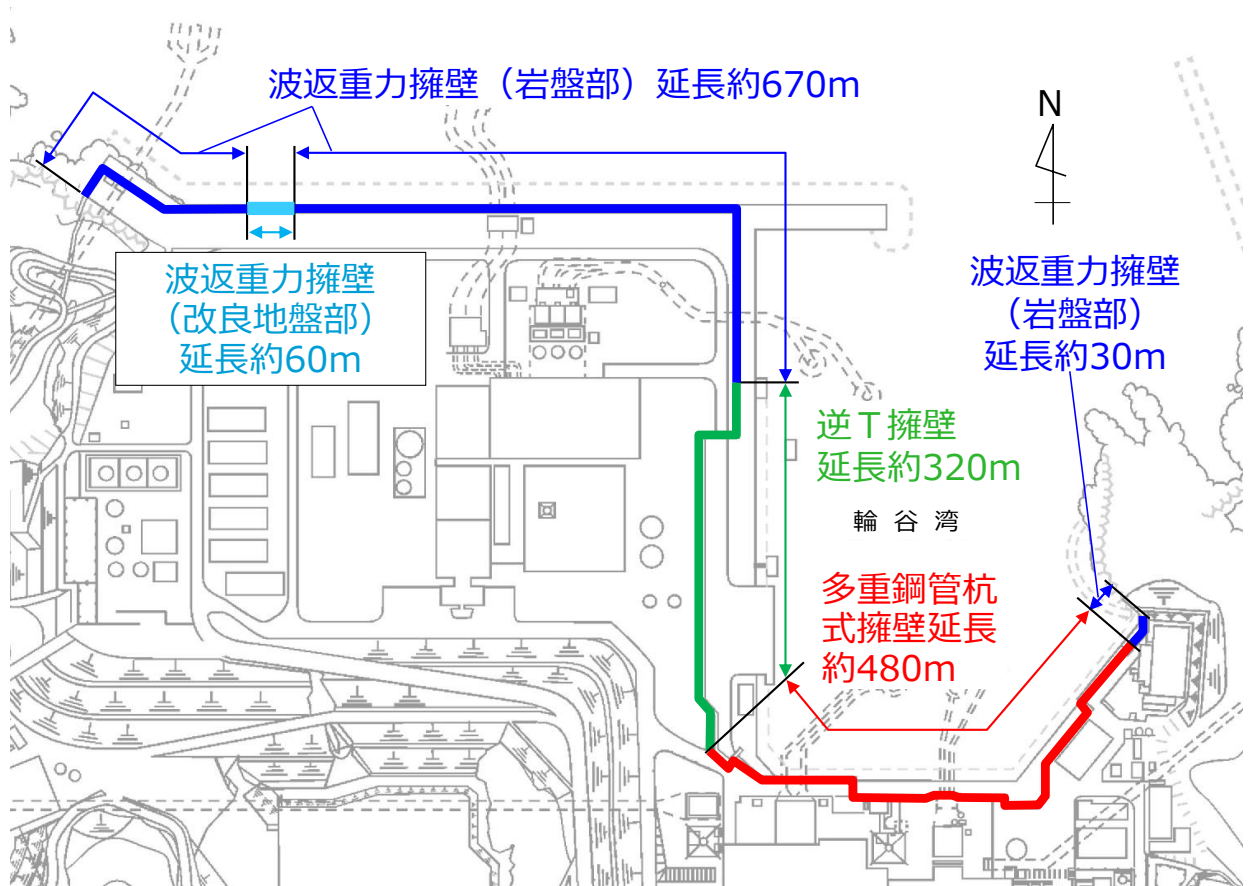 波返重力擁壁（岩盤部）延長約670m
N
波返重力擁壁
（改良地盤部）
延長約60m
波返重力擁壁
（岩盤部）
延長約30m
逆Ｔ擁壁
延長約320m
輪谷湾
多重鋼管杭
式擁壁延長
約480m